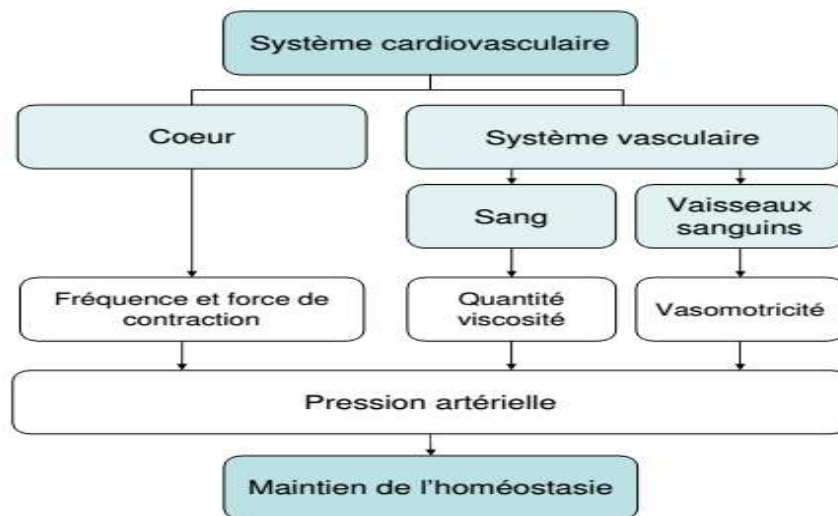 Système cardiovasculaire
Coeur
Système vasculaire
Sang
Vaisseaux
sanguins
Fréquence et force de
contraction
Quantité
viscosité
Vasomotricité
Pression artérielle
Maintien de l'homéostasie